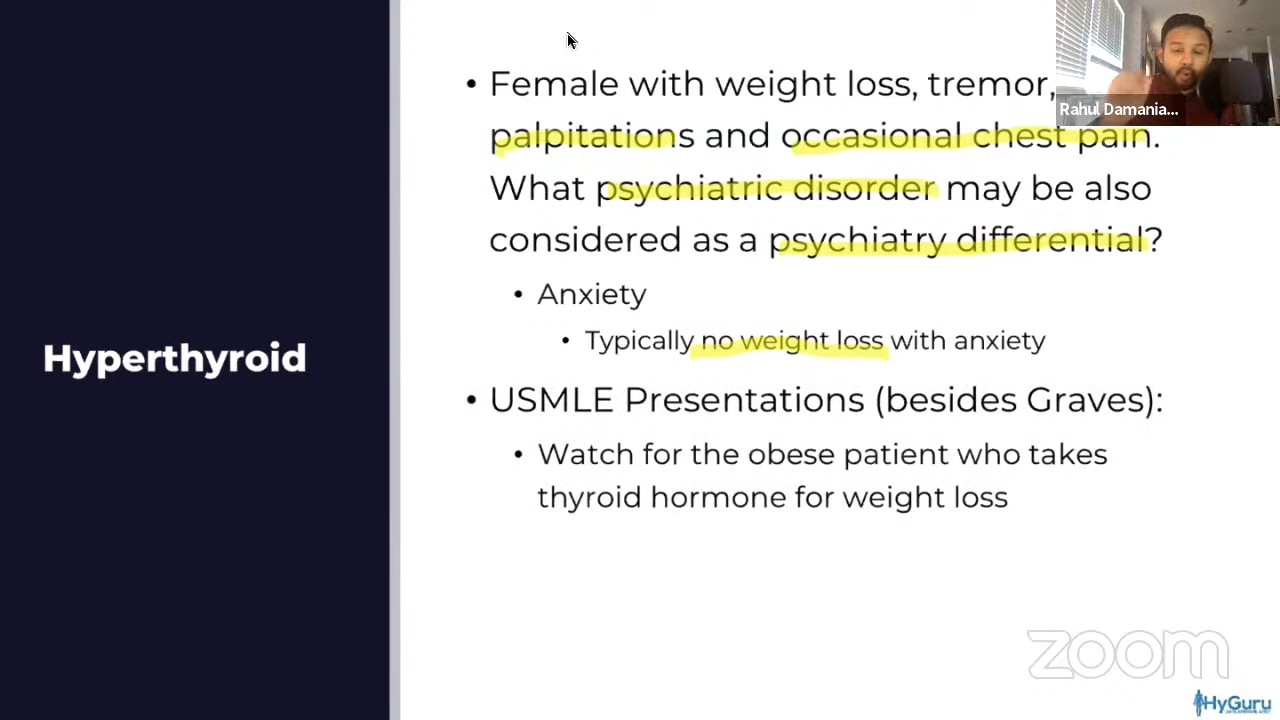 Rahul Damania...
• Female with weight loss, tremor,
palpitations and occasional chest pain.
What psychiatric disorder may be also
considered as a psychiatry differential?
• Anxiety
• Typically no weight loss with anxiety
Hyperthyroid
• USMLE Presentations (besides Graves):
• Watch for the obese patient who takes
thyroid hormone for weight loss
zoom
HyGuru